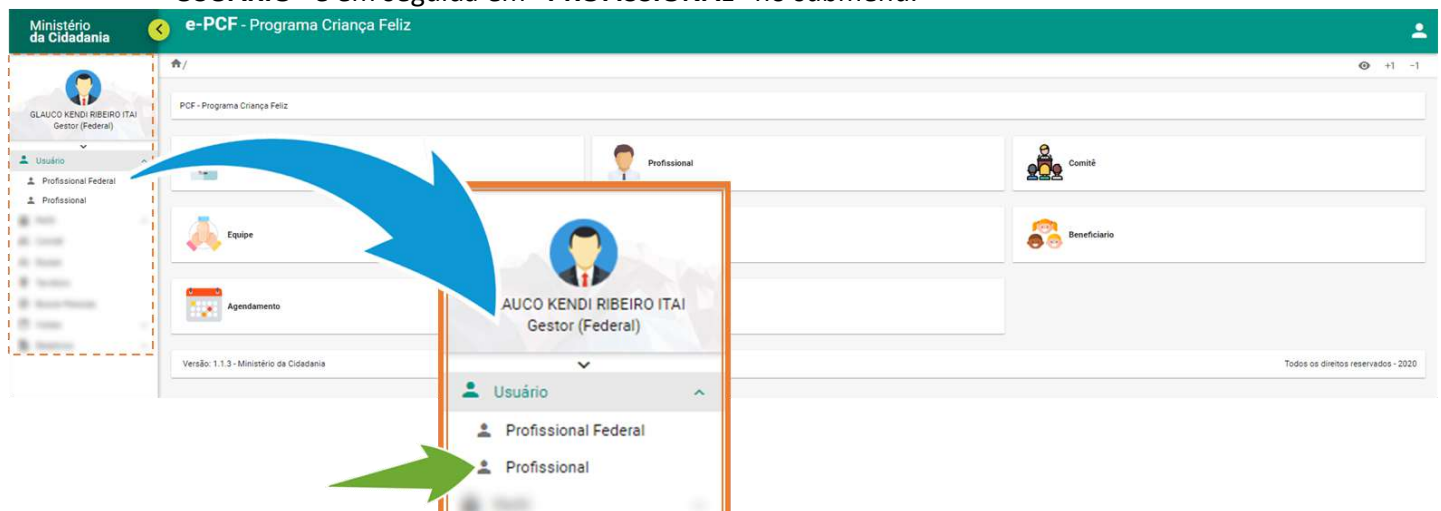 "USUÁRIO" e em seguida em "PROFISSIONAL" no submenu.
Ministério
da Cidadania
e-PCF - Programa Criança Feliz
/
+1 -1
GLAUCO KENDI RIBEIRO ITAI
Gestor (Federal)
PCF - Programa Criança Feliz
Usuário
Profissional Federal
Profissional
Profissional
Comitê
Equipe
Beneficiario
Agendamento
Versão: 1.1.3 - Ministério da Cidadania
Todos os direitos reservados - 2020
AUCO KENDI RIBEIRO ITAI
Gestor (Federal)
Usuário
Profissional Federal
Profissional